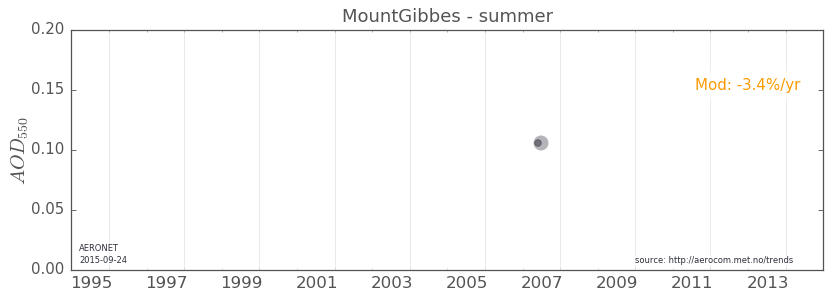 MountGibbes - summer
0.20
0.15
0.10
0.05
0.00
AOD550
Mod: -3.4%/yr
AERONET
2015-09-24
source: http://aerocom.met.no/trends
1995 1997 1999 2001 2003 2005 2007 2009 2011 2013